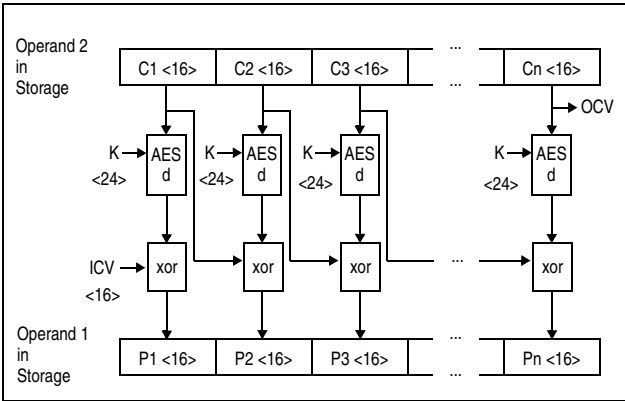 Operand 2
in
Storage
C1 <16> C2 <16> C3 <16> ... ... Cn <16>
OCV
K AES d K AES d K AES d K AES d
<24> <24> <24> <24>
ICV xor xor xor ... xor
<16>
Operand 1
in
Storage
P1 <16> P2 <16> P3 <16> ... ... Pn <16>